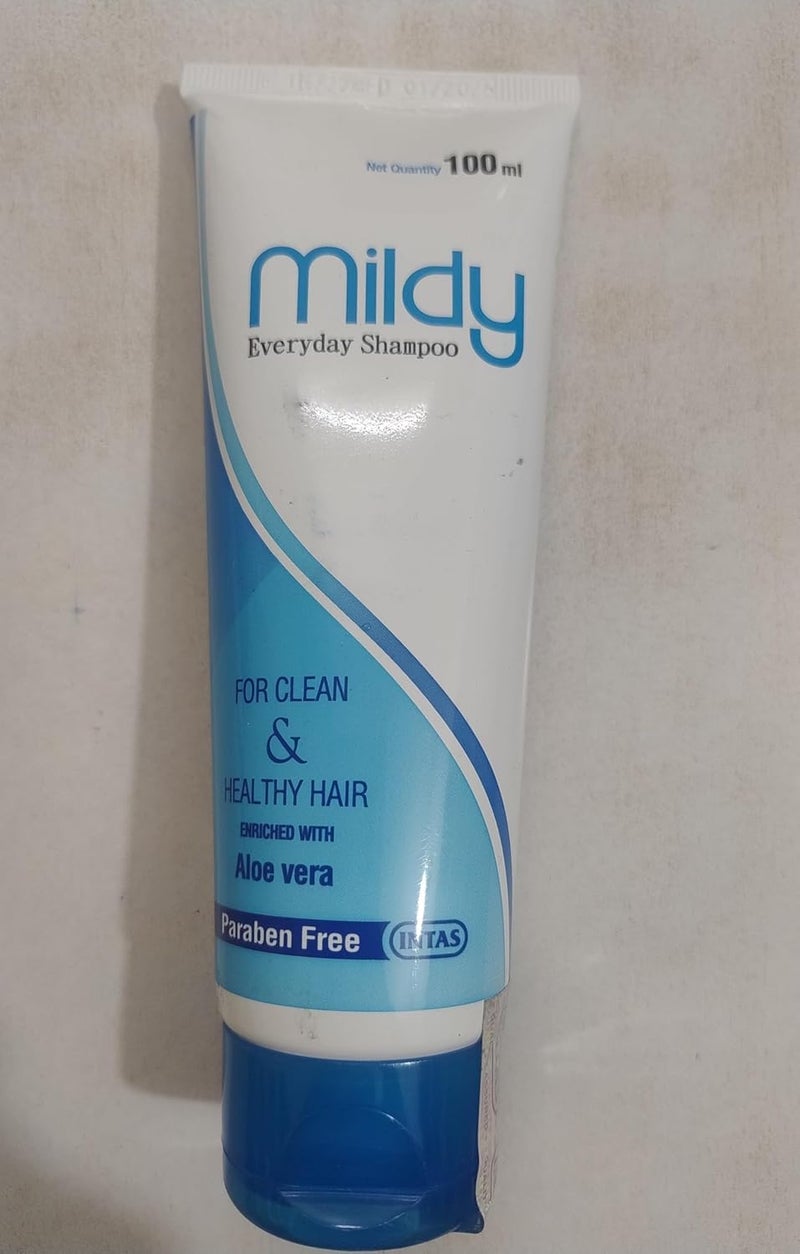 Net Quantity 100 ml
mildy
Everyday Shampoo
FOR CLEAN
&
HEALTHY HAIR
ENRICHED WITH
Aloe vera
Paraben Free
INTAS